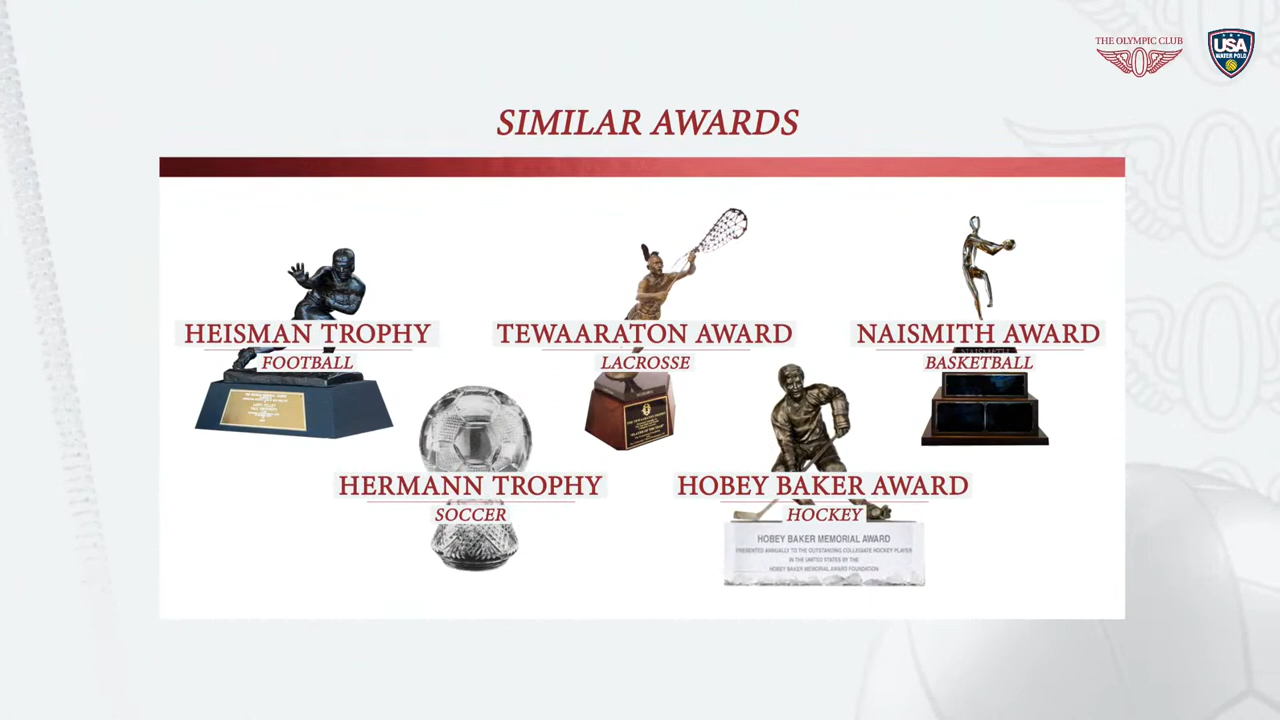 THE OLYMPIC CLUB
USA
WATER POLO
SIMILAR AWARDS
HEISMAN TROPHY
FOOTBALL
TEWAARATON AWARD
LACROSSE
NAISMITH AWARD
BASKETBALL
HERMANN TROPHY
SOCCER
HOBEY BAKER AWARD
HOCKEY
HOBEY BAKER MEMORIAL AWARD
PRESENTED ANNUALLY TO THE OUTSTANDING COLLEGIATE HOCKEY PLAYER
IN THE UNITED STATES BY THE
HOBEY BAKER MEMORIAL AWARD FOUNDATION